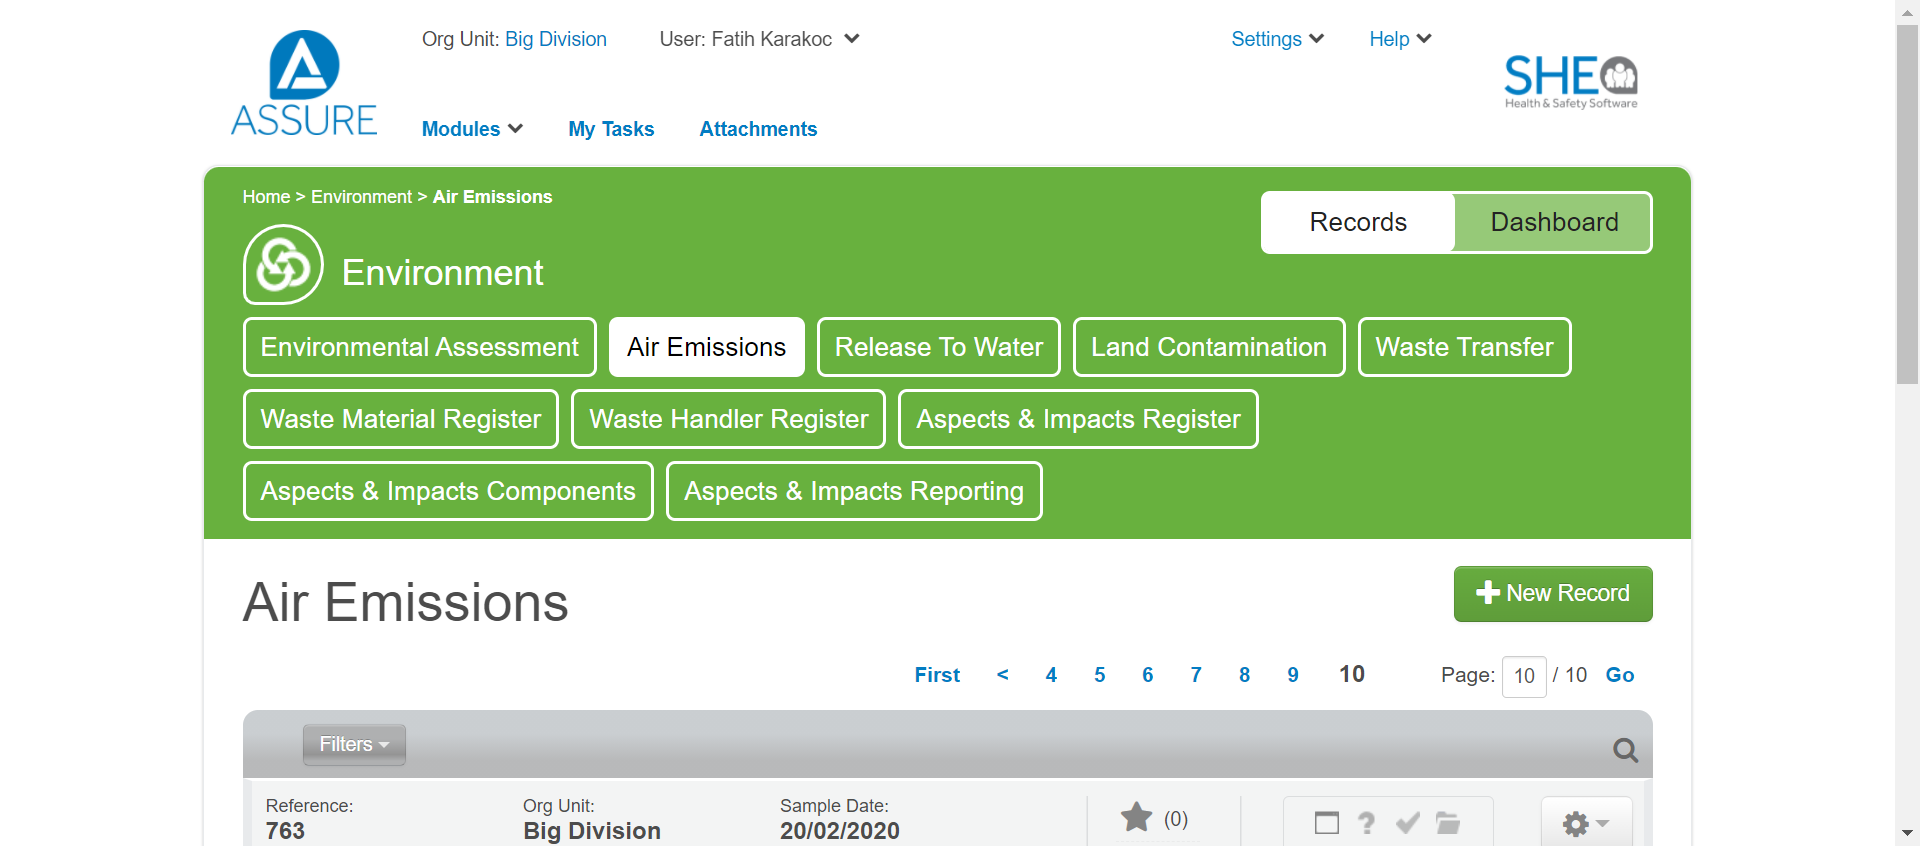 Org Unit: Big Division User: Fatih Karakoc Settings Help
ASSURE
SHE
Health & Safety Software
Modules My Tasks Attachments
Home > Environment > Air Emissions
Records Dashboard
Environment
Environmental Assessment Air Emissions Release To Water Land Contamination Waste Transfer
Waste Material Register Waste Handler Register Aspects & Impacts Register
Aspects & Impacts Components Aspects & Impacts Reporting
Air Emissions
New Record
First < 4 5 6 7 8 9 10 Page: 10 / 10 Go
Filters
Reference: Org Unit: Sample Date:
763 Big Division 20/02/2020 (0)